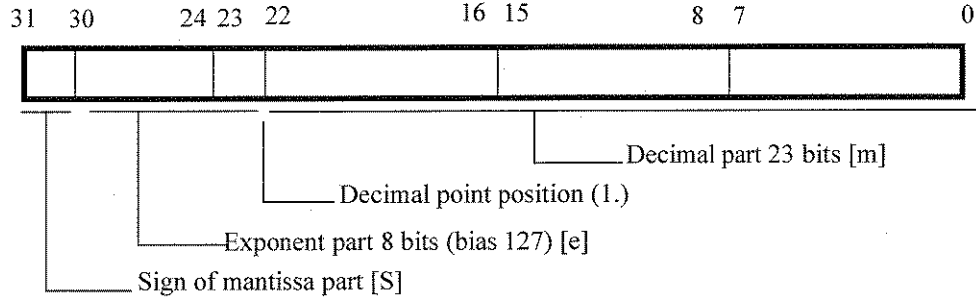 31 30 24 23 22 16 15 8 7 0
Decimal part 23 bits [m]
Decimal point position (1.)
Exponent part 8 bits (bias 127) [e]
Sign of mantissa part [S]